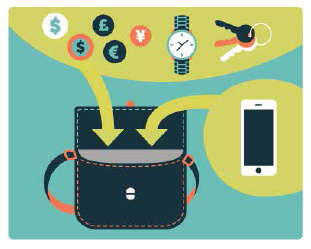 $ £ ¥
$ €